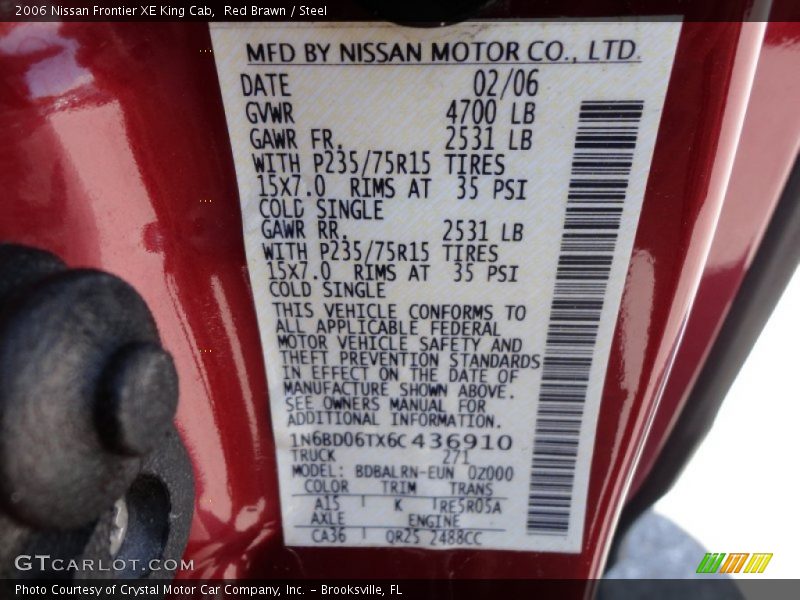 2006 Nissan Frontier XE King Cab, Red Brawn / Steel
MFD BY NISSAN MOTOR CO., LTD.
DATE 02/06
GVWR 4700 LB
GAWR FR. 2531 LB
WITH P235/75R15 TIRES
15X7.0 RIMS AT 35 PSI
COLD SINGLE
GAWR RR. 2531 LB
WITH P235/75R15 TIRES
15X7.0 RIMS AT 35 PSI
COLD SINGLE
THIS VEHICLE CONFORMS TO
ALL APPLICABLE FEDERAL
MOTOR VEHICLE SAFETY AND
THEFT PREVENTION STANDARDS
IN EFFECT ON THE DATE OF
MANUFACTURE SHOWN ABOVE.
SEE OWNERS MANUAL FOR
ADDITIONAL INFORMATION.
1N6BD06TX6C436910
TRUCK 271
MODEL: BDBALRN-EUN 0Z000
COLOR TRIM TRANS
A15 K RE5R05A
AXLE ENGINE
CA36 QR25 2488CC
GTCarlot.com
Photo Courtesy of Crystal Motor Car Company, Inc. – Brooksville, FL